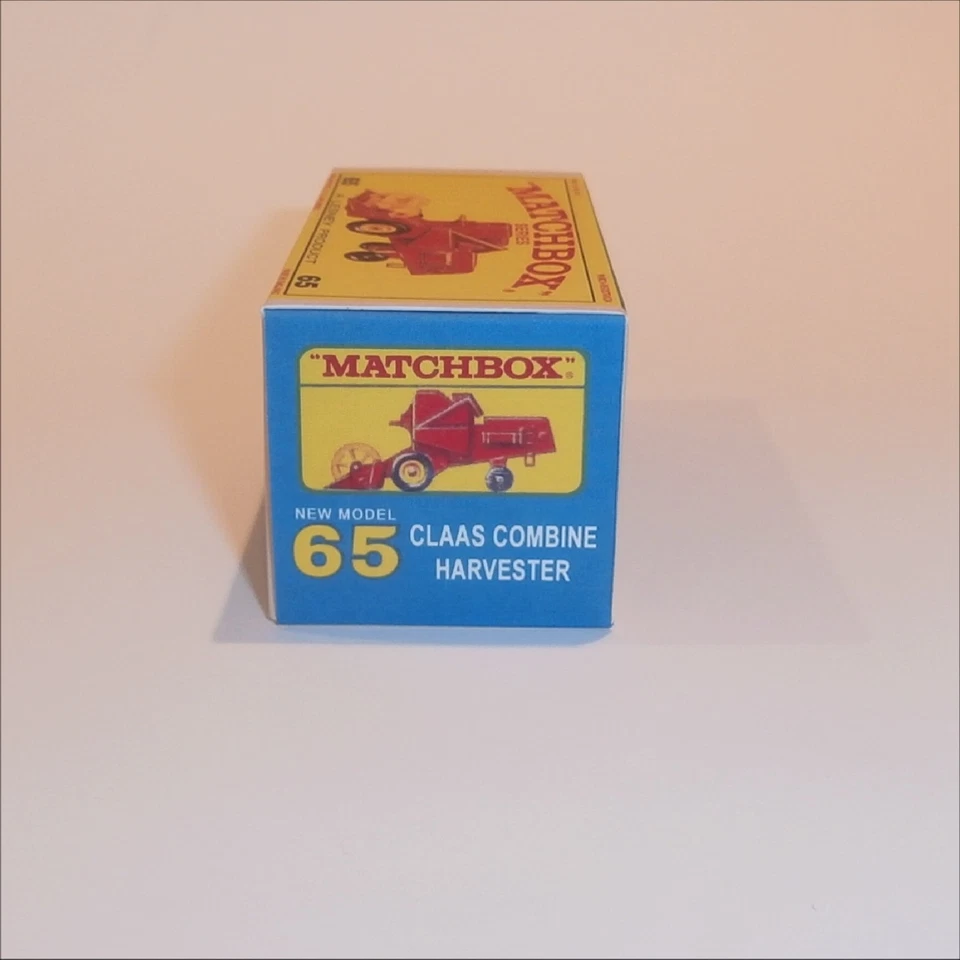 "MATCHBOX"
SERIES
A LESNEY PRODUCT 65
"MATCHBOX"
NEW MODEL
65 CLAAS COMBINE
HARVESTER